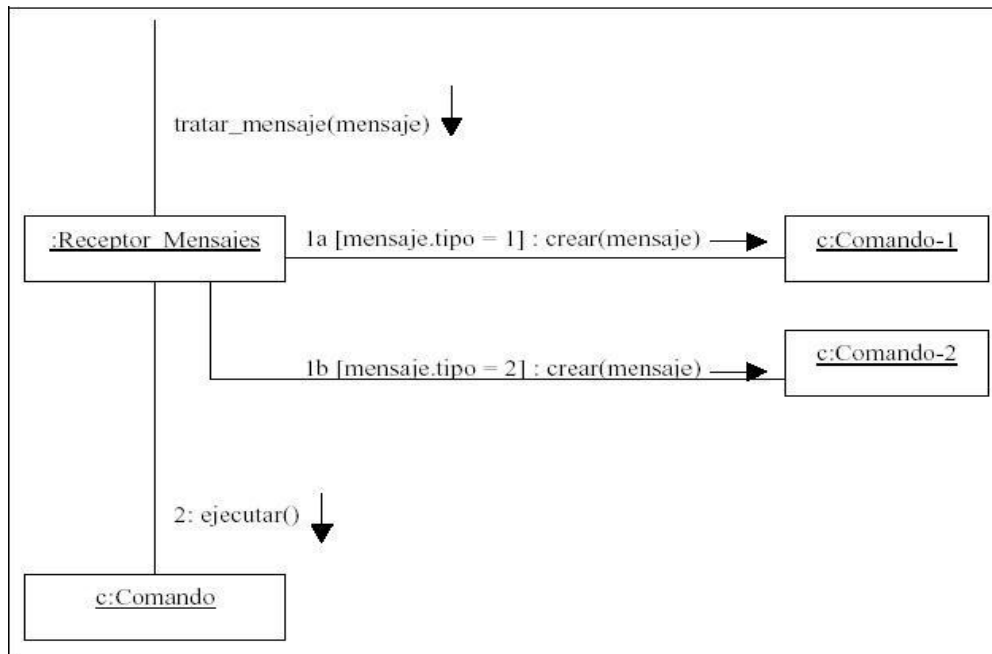 tratar_mensaje(mensaje)
:Receptor_Mensajes
1a [mensaje.tipo = 1] : crear(mensaje)
c:Comando-1
1b [mensaje.tipo = 2] : crear(mensaje)
c:Comando-2
2: ejecutar()
c:Comando